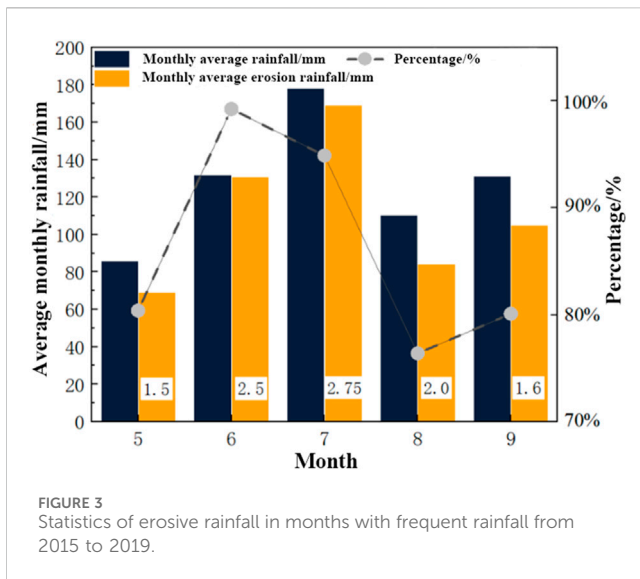 Monthly average rainfall/mm
Percentage/%
Monthly average erosion rainfall/mm
Average monthly rainfall/mm
200
180
160
140
120
100
80
60
40
20
0
100%
90%
80%
70%
Percentage/%
1.5
2.5
2.75
2.0
1.6
5
6
7
8
9
Month
FIGURE 3
Statistics of erosive rainfall in months with frequent rainfall from
2015 to 2019.